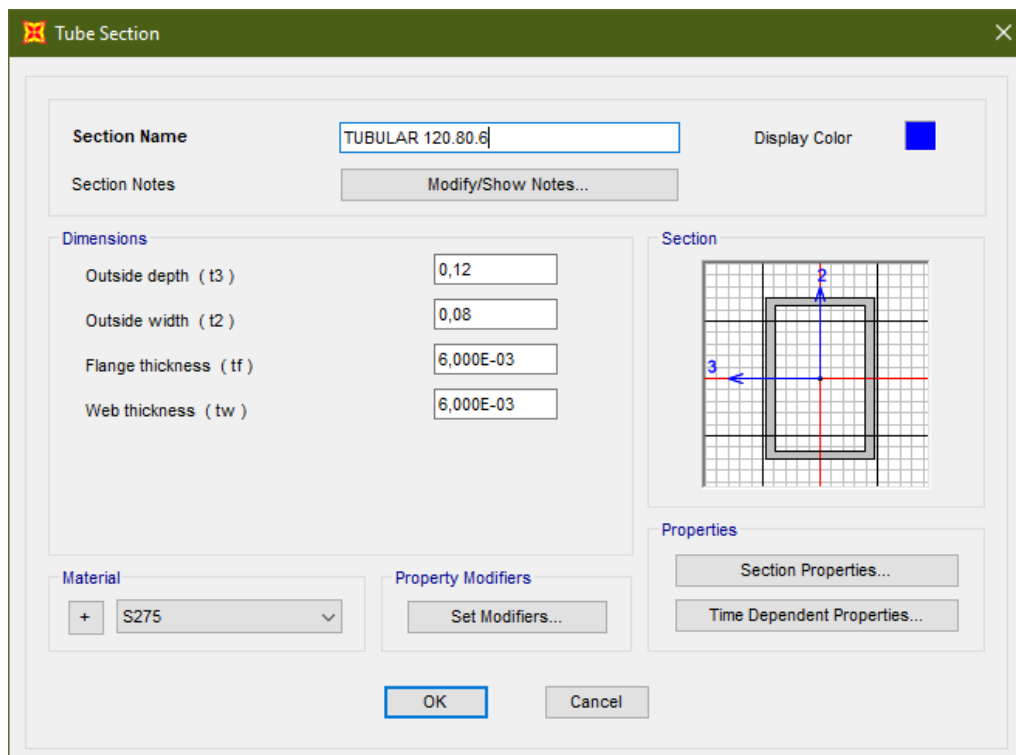 Tube Section
Section Name
TUBULAR 120.80.6
Display Color
Section Notes
Modify/Show Notes...
Dimensions
Outside depth ( t3 )
0,12
Outside width ( t2 )
0,08
Flange thickness ( tf )
6,000E-03
Web thickness ( tw )
6,000E-03
Section
2
3
Material
+
S275
Property Modifiers
Set Modifiers...
Properties
Section Properties...
Time Dependent Properties...
OK
Cancel